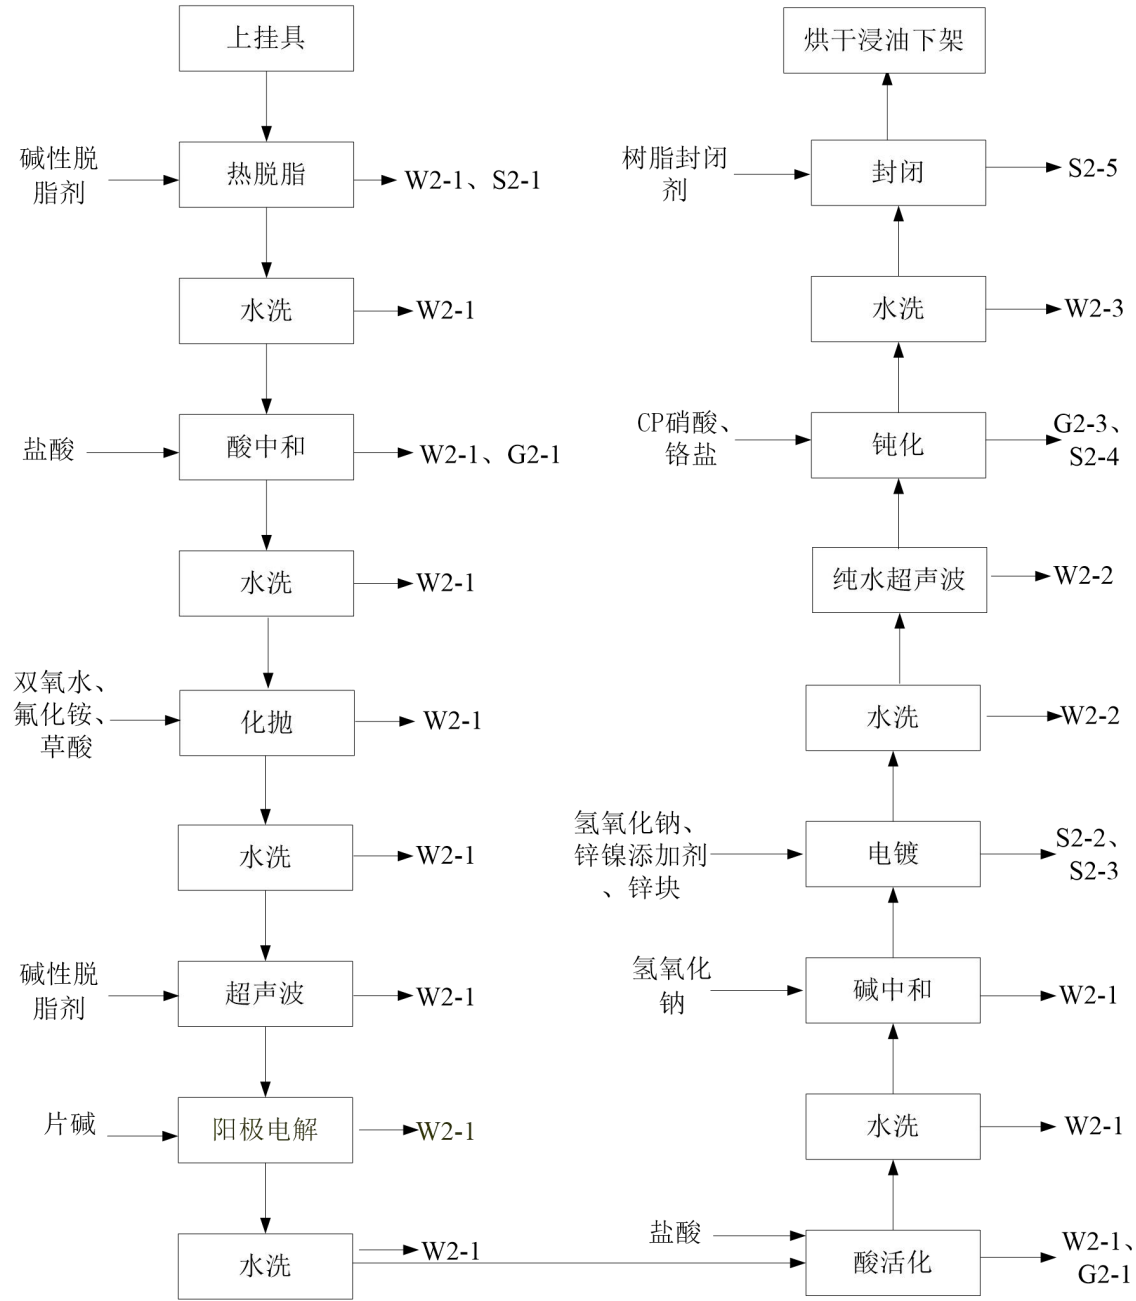 上挂具
碱性脱
脂剂
热脱脂
W2-1、S2-1
水洗
W2-1
盐酸
酸中和
W2-1、G2-1
水洗
W2-1
双氧水、
氟化铵、
草酸
化抛
W2-1
水洗
W2-1
碱性脱
脂剂
超声波
W2-1
片碱
阳极电解
W2-1
水洗
W2-1
盐酸
酸活化
W2-1、
G2-1
水洗
W2-1
氢氧化
钠
碱中和
W2-1
氢氧化钠、
锌镍添加剂
、锌块
电镀
S2-2、
S2-3
水洗
W2-2
纯水超声波
W2-2
CP硝酸、
铬盐
钝化
G2-3、
S2-4
水洗
W2-3
树脂封闭
剂
封闭
S2-5
烘干浸油下架